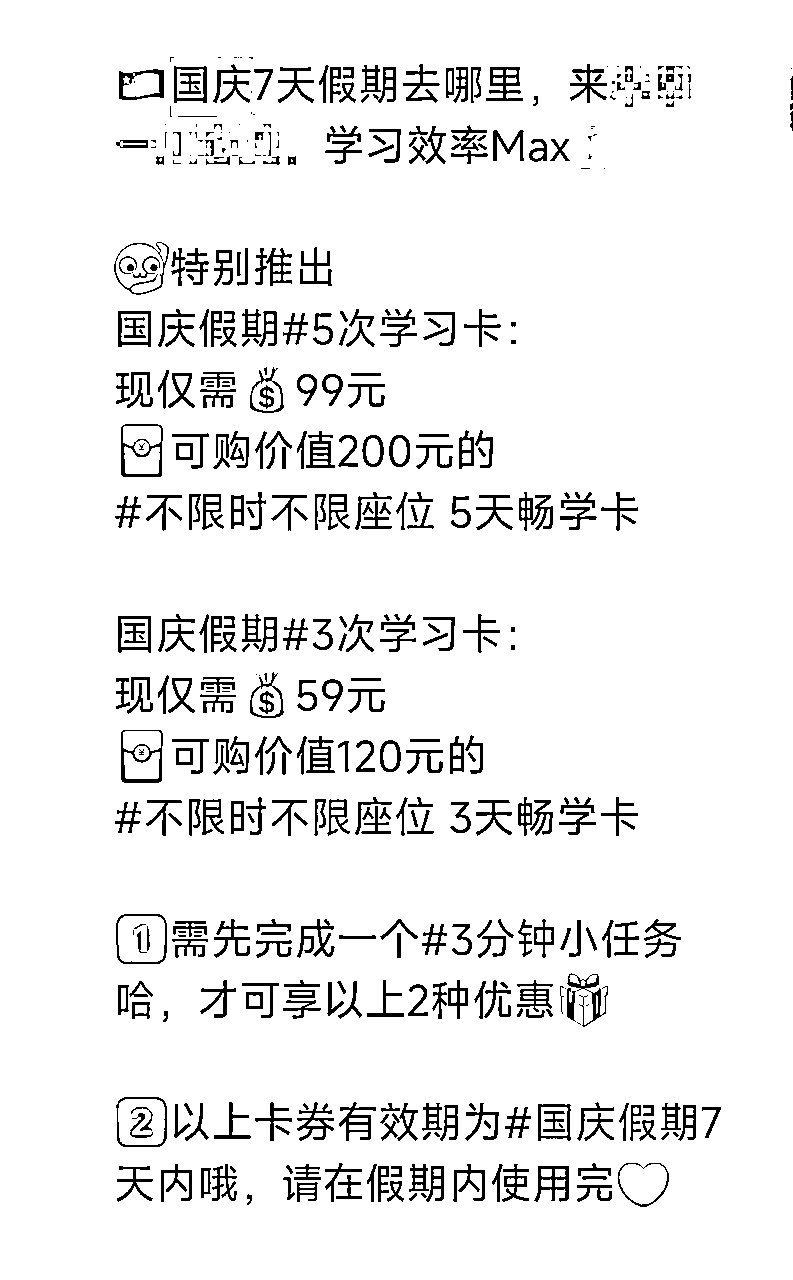 国庆7天假期去哪里，来
学习效率Max
特别推出
国庆假期#5次学习卡：
现仅需💰99元
🧧可购价值200元的
#不限时不限座位 5天畅学卡
国庆假期#3次学习卡：
现仅需💰59元
🧧可购价值120元的
#不限时不限座位 3天畅学卡
1️⃣需先完成一个#3分钟小任务
哈，才可享以上2种优惠🎁
2️⃣以上卡券有效期为#国庆假期7
天内哦，请在假期内使用完